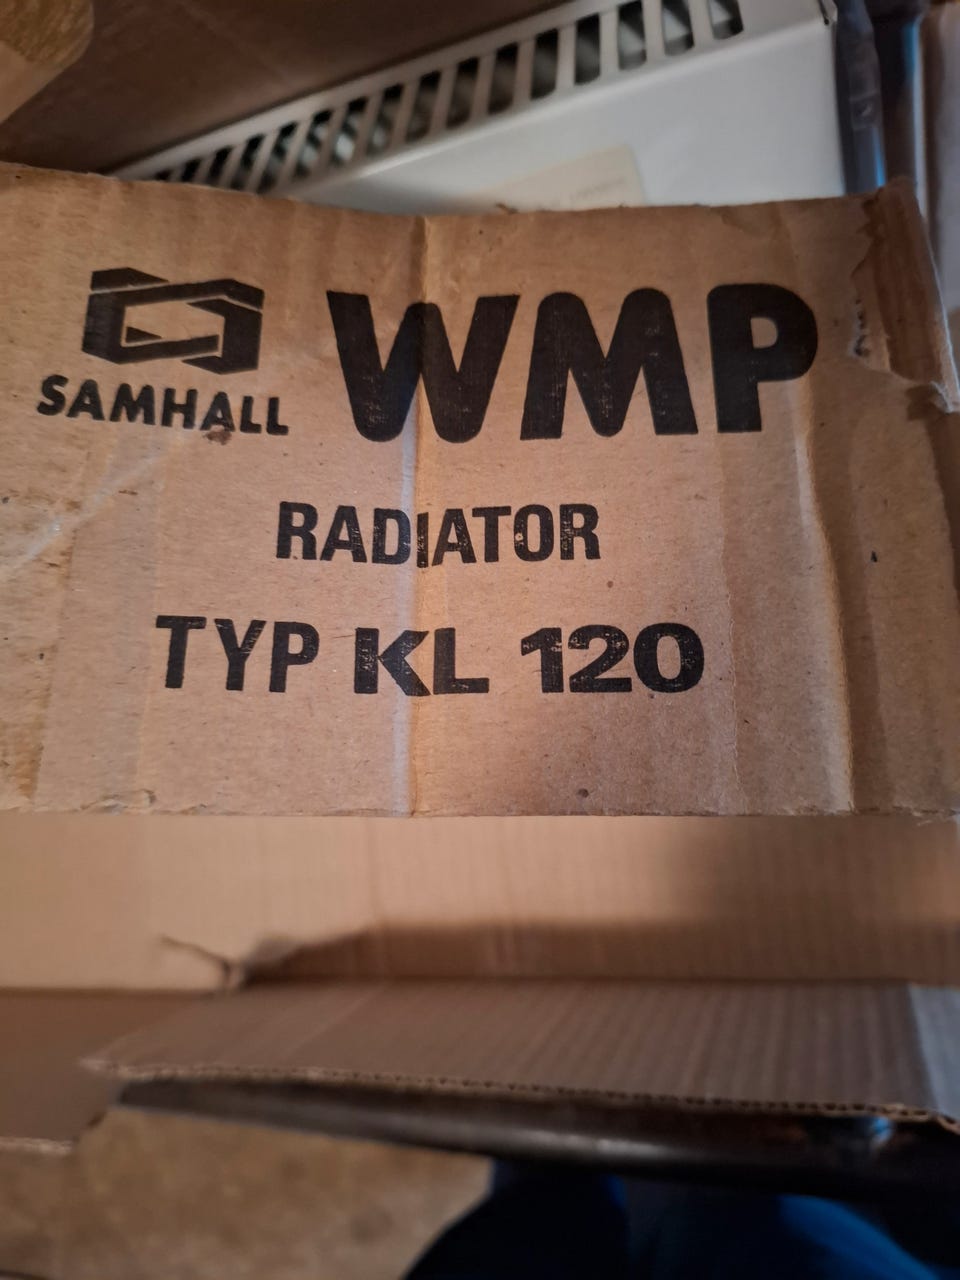 SAMHALL WMP
RADIATOR
TYP KL 120